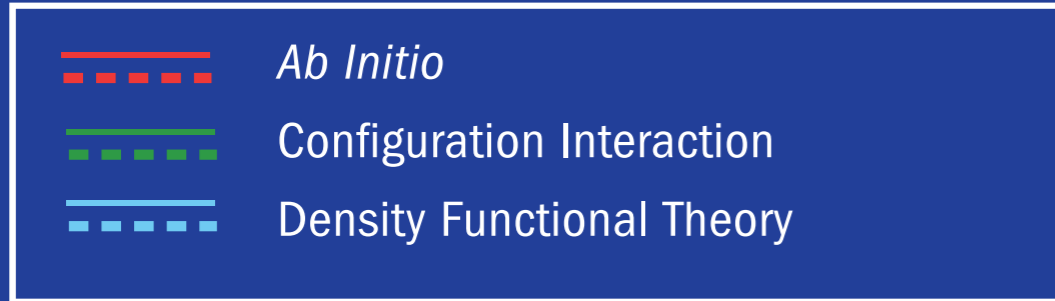 Ab Initio
Configuration Interaction
Density Functional Theory